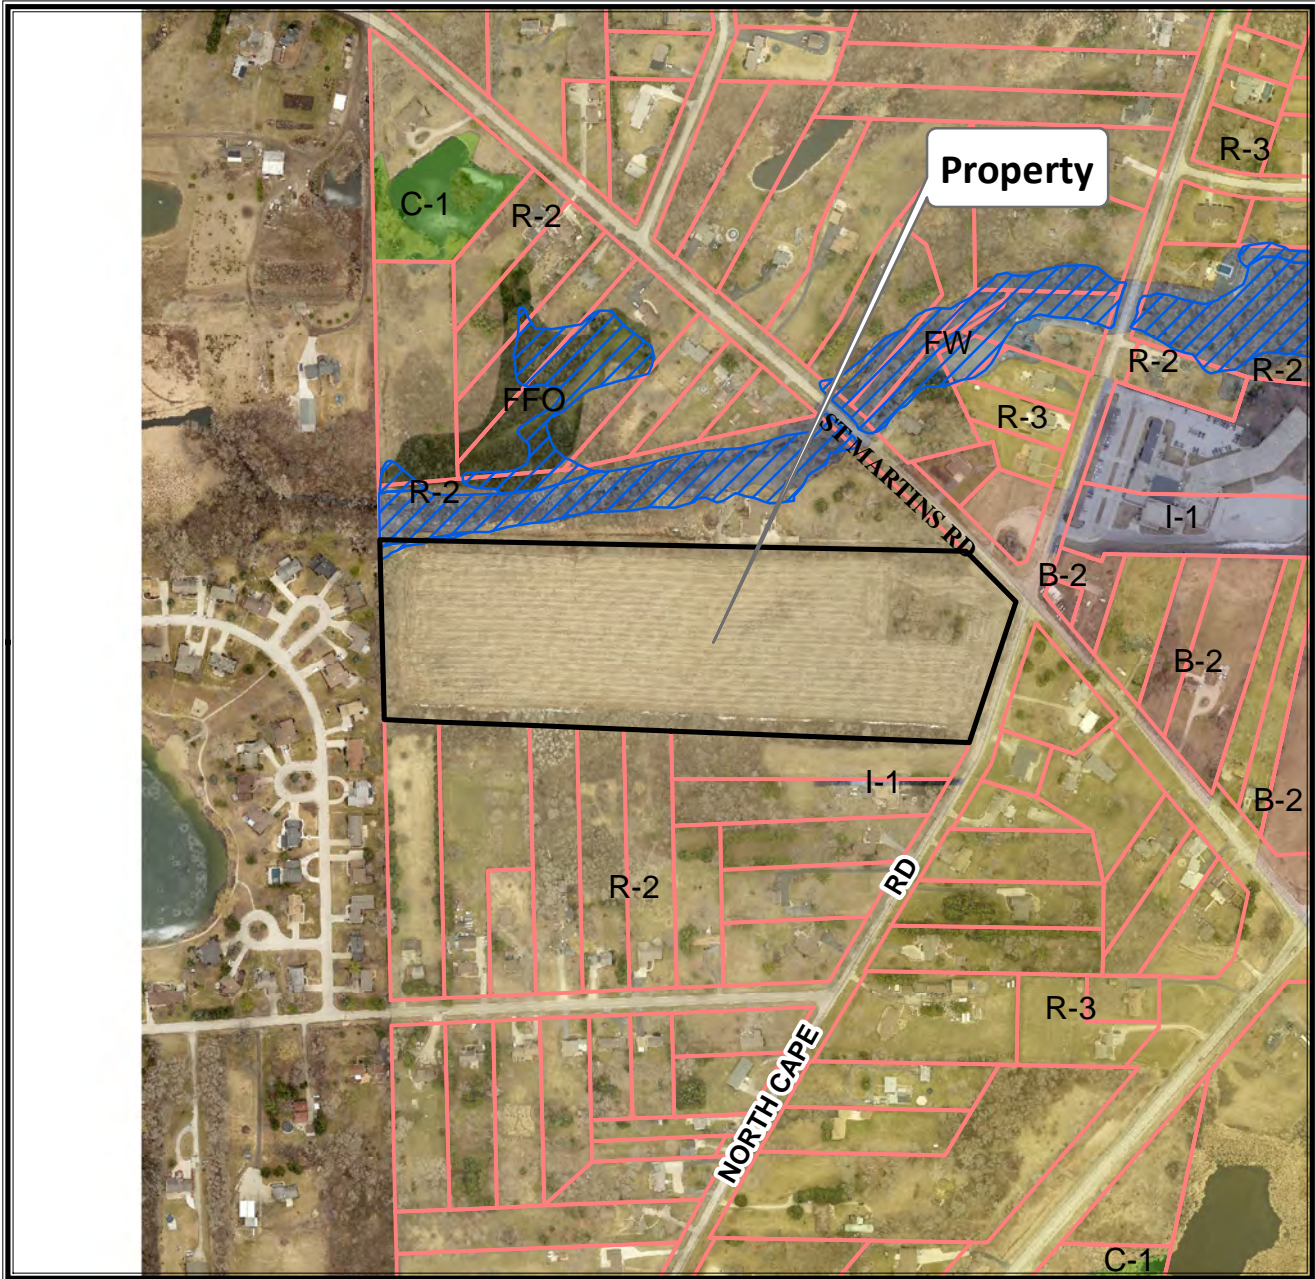 R-3
Property
C-1
R-2
FW
R-2
R-2
FFO
R-3
ST MARTINS RD
R-2
I-1
B-2
B-2
I-1
B-2
RD
R-2
R-3
NORTH CAPE
C-1